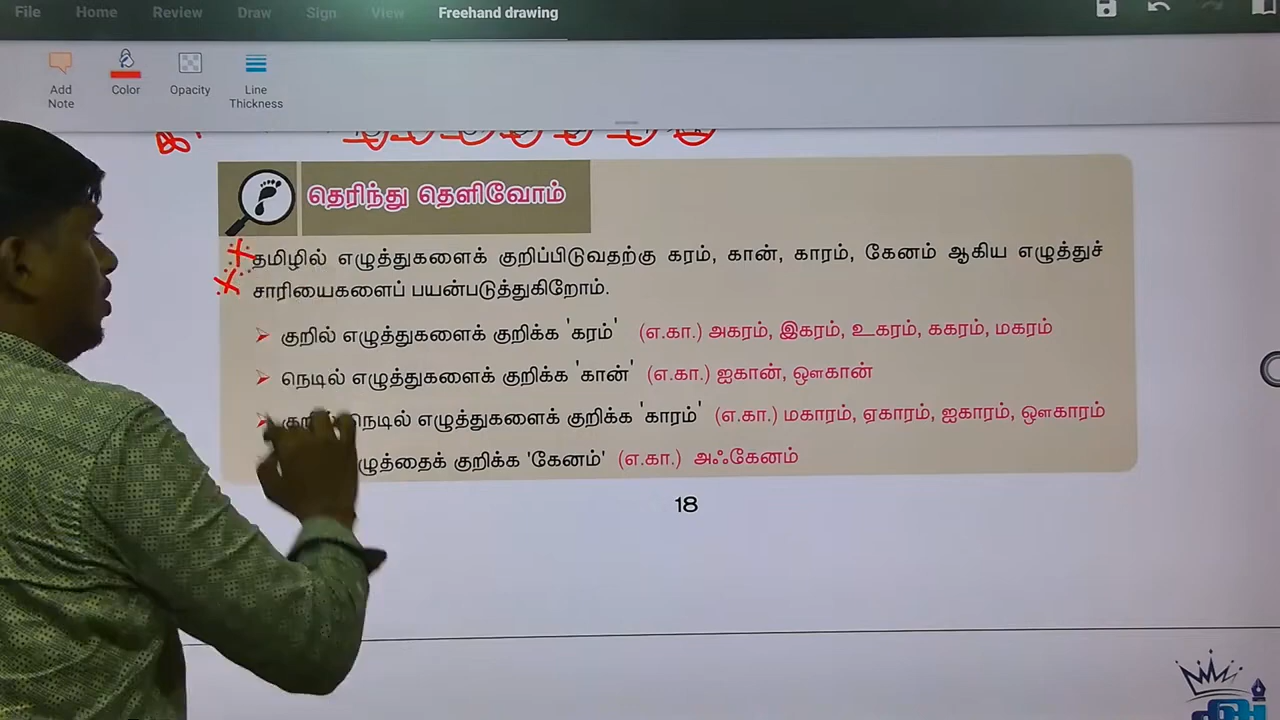 File Home Review Draw Sign View Freehand drawing
Add Note Color Opacity Line Thickness
தெரிந்து தெளிவோம்
தமிழில் எழுத்துகளைக் குறிப்பிடுவதற்கு கரம், கான், காரம், கேனம் ஆகிய எழுத்துச்
சாரியைகளைப் பயன்படுத்துகிறோம்.
➢ குறில் எழுத்துகளைக் குறிக்க 'கரம்' (எ.கா.) அகரம், இகரம், உகரம், ககரம், மகரம்
➢ நெடில் எழுத்துகளைக் குறிக்க 'கான்' (எ.கா.) ஐகான், ஔகான்
➢ நெடில் எழுத்துகளைக் குறிக்க 'காரம்' (எ.கா.) மகாரம், ஏகாரம், ஐகாரம், ஔகாரம்
குறிக்க 'கேனம்' (எ.கா.) அஃகேனம்
18